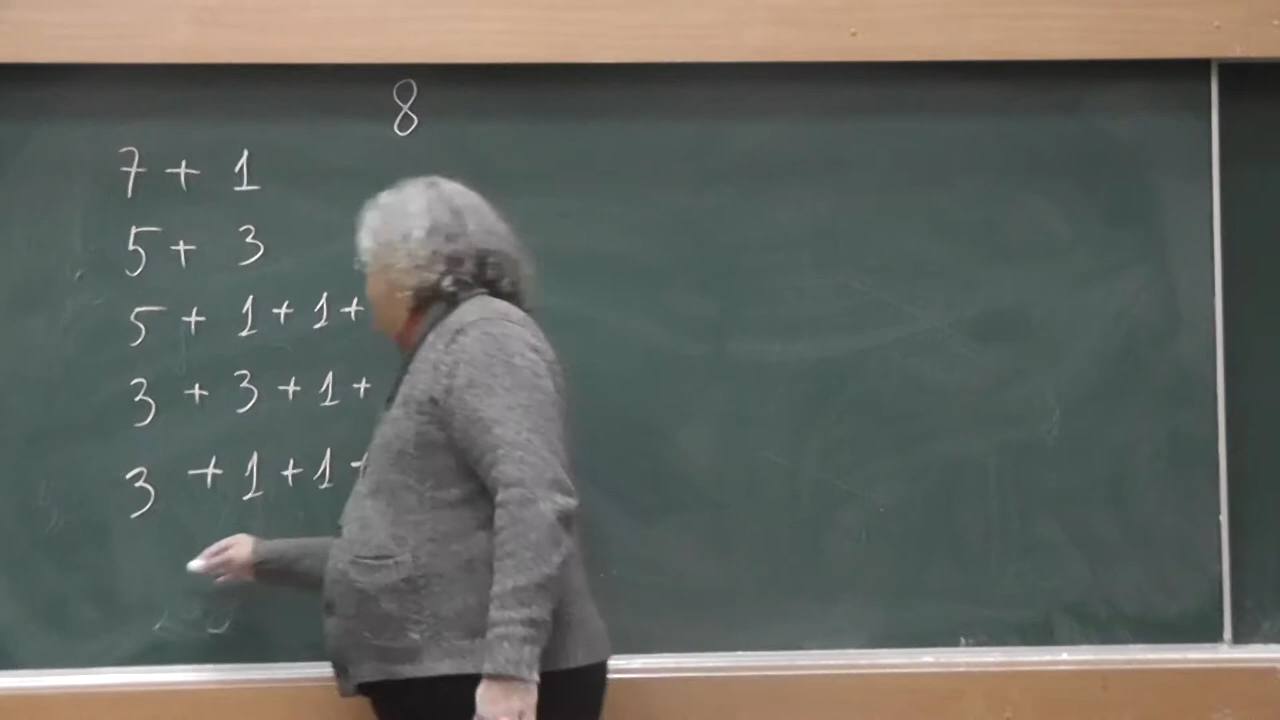 8
7 + 1
5 + 3
5 + 1 + 1 +
3 + 3 + 1 +
3 + 1 + 1 +